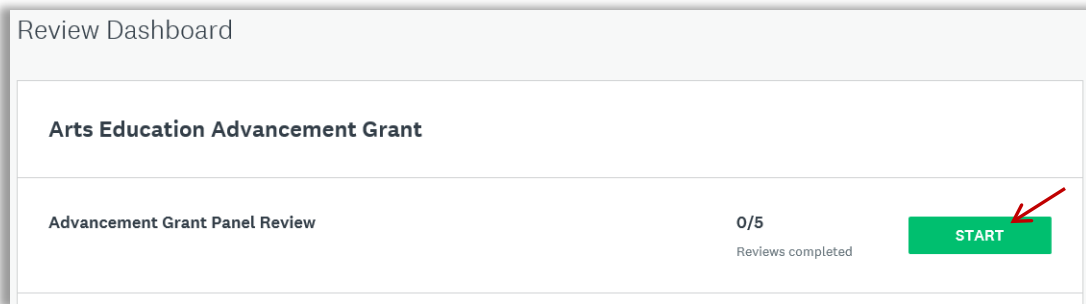 Review Dashboard
Arts Education Advancement Grant
Advancement Grant Panel Review
0/5
Reviews completed
START